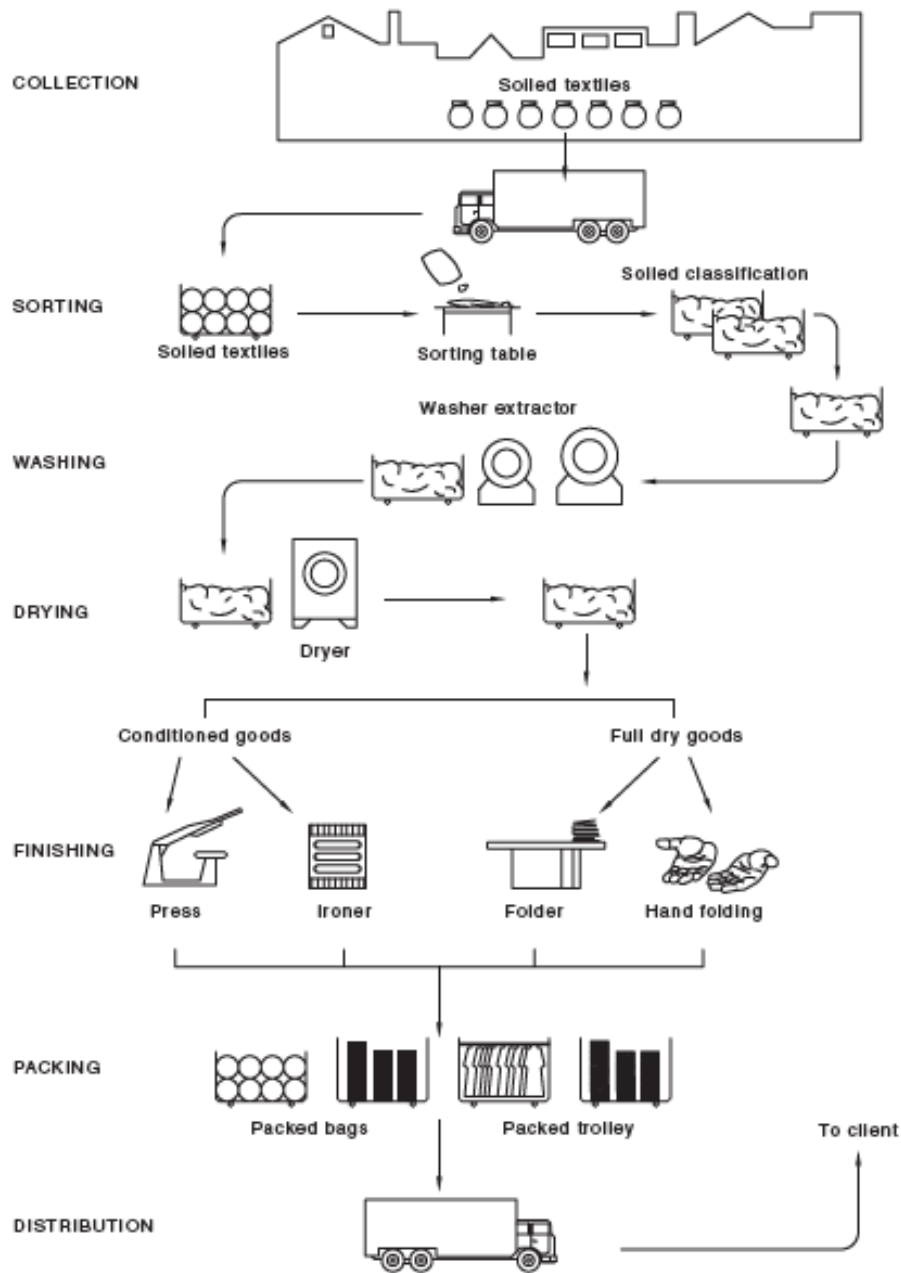 COLLECTION
Soiled textiles
Soiled classification
SORTING
Soiled textiles
Sorting table
Washer extractor
WASHING
DRYING
Dryer
Conditioned goods
Full dry goods
FINISHING
Press
Ironer
Folder
Hand folding
PACKING
Packed bags
Packed trolley
To client
DISTRIBUTION